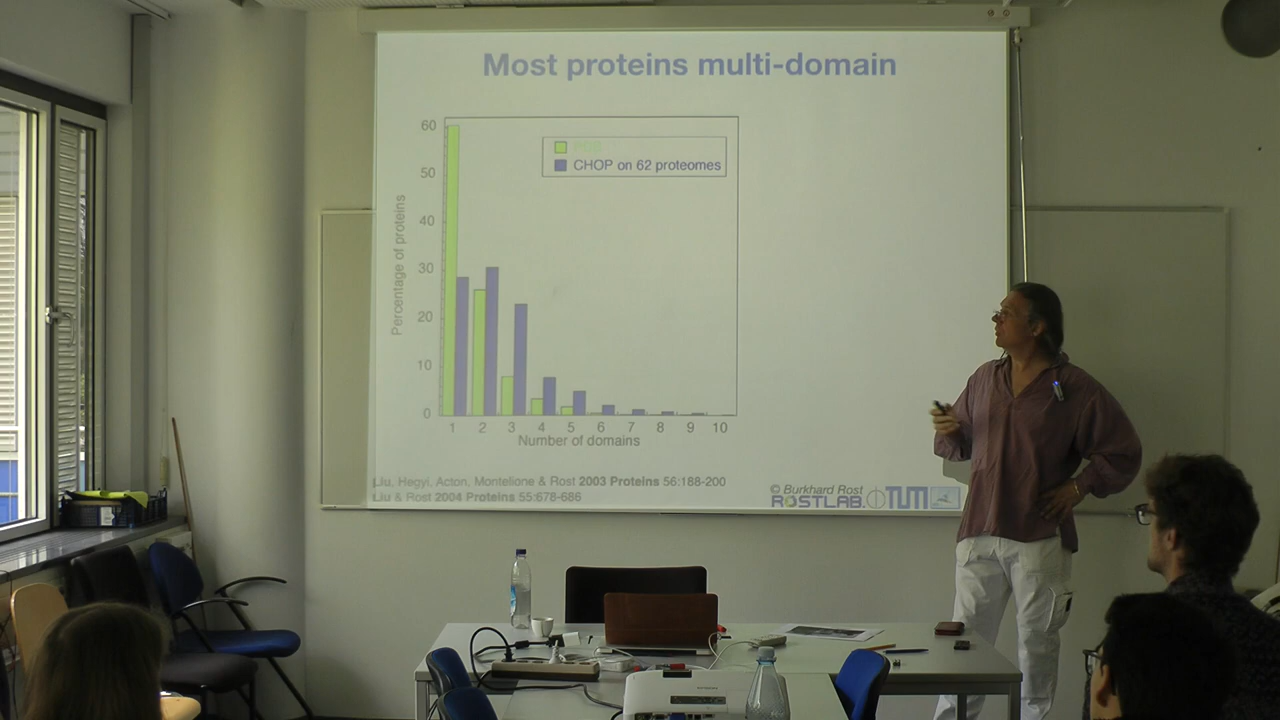 Most proteins multi-domain
60
50
40
30
20
10
0
Percentage of proteins
CHOP on 62 proteomes
1 2 3 4 5 6 7 8 9 10
Number of domains
Liu, Hegyi, Acton, Montelione & Rost 2003 Proteins 56:188-200
Liu & Rost 2004 Proteins 55:678-686
© Burkhard Rost
ROSTLAB. TUM